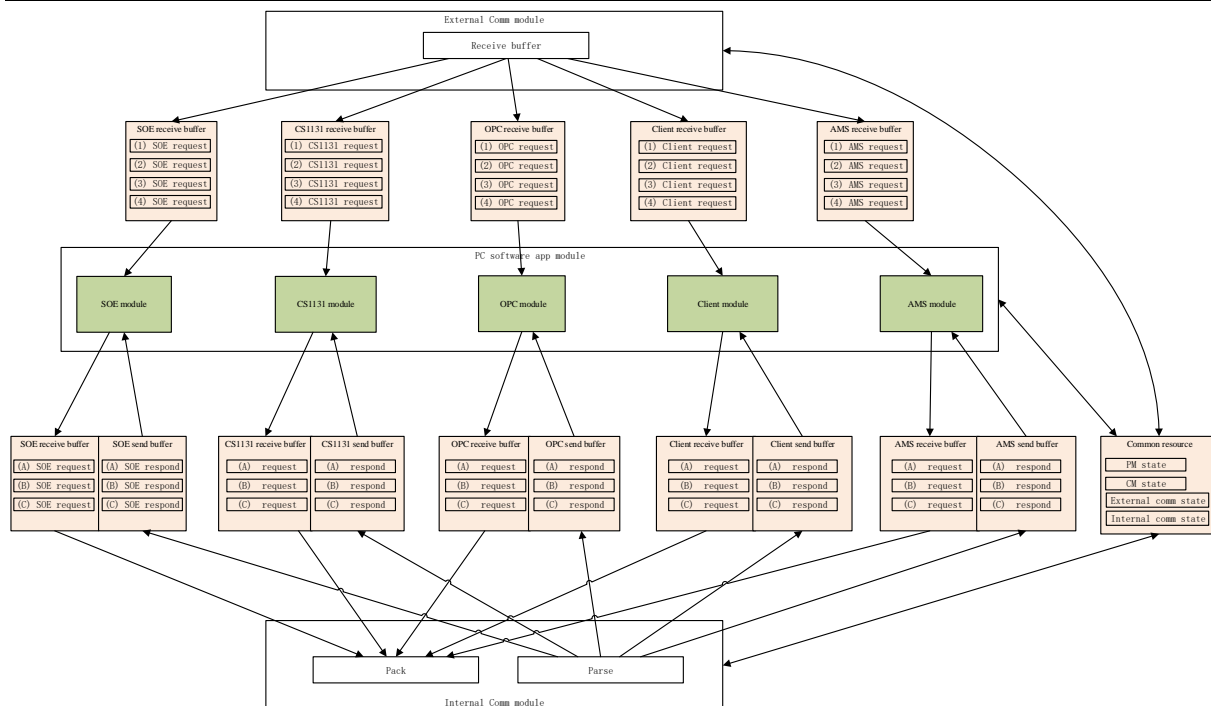 External Comm module
Receive buffer
SOE receive buffer
(1) SOE request
(2) SOE request
(3) SOE request
(4) SOE request
CS1131 receive buffer
(1) CS1131 request
(2) CS1131 request
(3) CS1131 request
(4) CS1131 request
OPC receive buffer
(1) OPC request
(2) OPC request
(3) OPC request
(4) OPC request
Client receive buffer
(1) Client request
(2) Client request
(3) Client request
(4) Client request
AMS receive buffer
(1) AMS request
(2) AMS request
(3) AMS request
(4) AMS request
PC software app module
SOE module
CS1131 module
OPC module
Client module
AMS module
SOE receive buffer
(A) SOE request
(B) SOE request
(C) SOE request
SOE send buffer
(A) SOE respond
(B) SOE respond
(C) SOE respond
CS1131 receive buffer
(A) request
(B) request
(C) request
CS1131 send buffer
(A) respond
(B) respond
(C) respond
OPC receive buffer
(A) request
(B) request
(C) request
OPC send buffer
(A) respond
(B) respond
(C) respond
Client receive buffer
(A) request
(B) request
(C) request
Client send buffer
(A) respond
(B) respond
(C) respond
AMS receive buffer
(A) request
(B) request
(C) request
AMS send buffer
(A) respond
(B) respond
(C) respond
Common resource
PM state
CM state
External comm state
Internal comm state
Pack
Parse
Internal Comm module